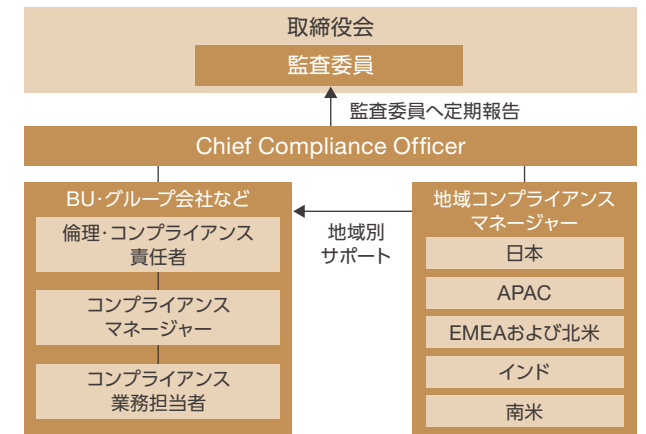 取締役会
監査委員
監査委員へ定期報告
Chief Compliance Officer
BU・グループ会社など
倫理・コンプライアンス
責任者
コンプライアンス
マネージャー
コンプライアンス
業務担当者
地域別
サポート
地域コンプライアンス
マネージャー
日本
APAC
EMEAおよび北米
インド
南米